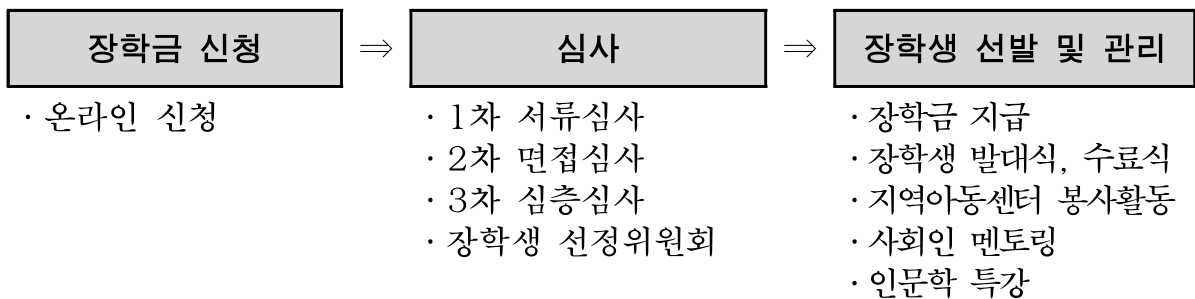 장학금 신청 ⇒ 심사 ⇒ 장학생 선발 및 관리
· 온라인 신청
· 1차 서류심사
· 2차 면접심사
· 3차 심층심사
· 장학생 선정위원회
· 장학금 지급
· 장학생 발대식, 수료식
· 지역아동센터 봉사활동
· 사회인 멘토링
· 인문학 특강